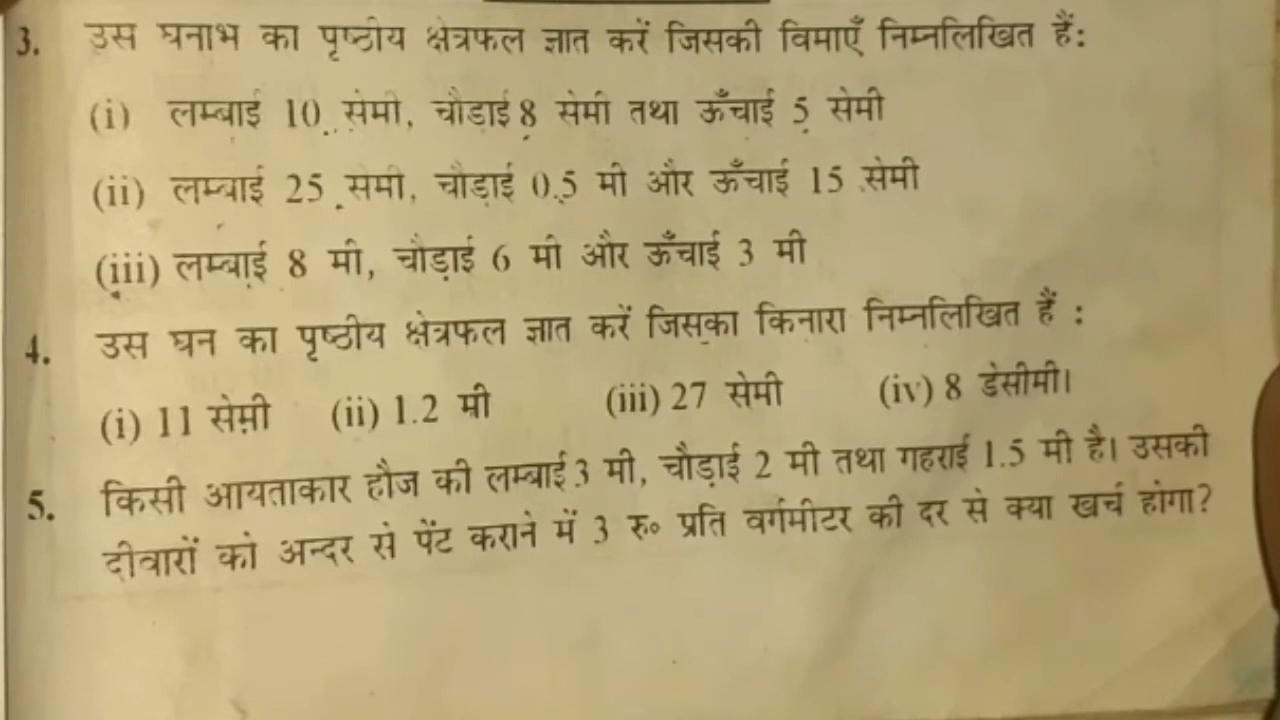 3. उस घनाभ का पृष्ठीय क्षेत्रफल ज्ञात करें जिसकी विमाएँ निम्नलिखित हैं:
(i) लम्बाई 10 सेमी, चौड़ाई 8 सेमी तथा ऊँचाई 5 सेमी
(ii) लम्बाई 25 समी, चौड़ाई 0.5 मी और ऊँचाई 15 सेमी
(iii) लम्बाई 8 मी, चौड़ाई 6 मी और ऊँचाई 3 मी
4. उस घन का पृष्ठीय क्षेत्रफल ज्ञात करें जिसका किनारा निम्नलिखित हैं :
(i) 11 सेमी (ii) 1.2 मी (iii) 27 सेमी (iv) 8 डेसीमी।
5. किसी आयताकार हौज की लम्बाई 3 मी, चौड़ाई 2 मी तथा गहराई 1.5 मी है। उसकी
दीवारों को अन्दर से पेंट कराने में 3 रु० प्रति वर्गमीटर की दर से क्या खर्च होगा?